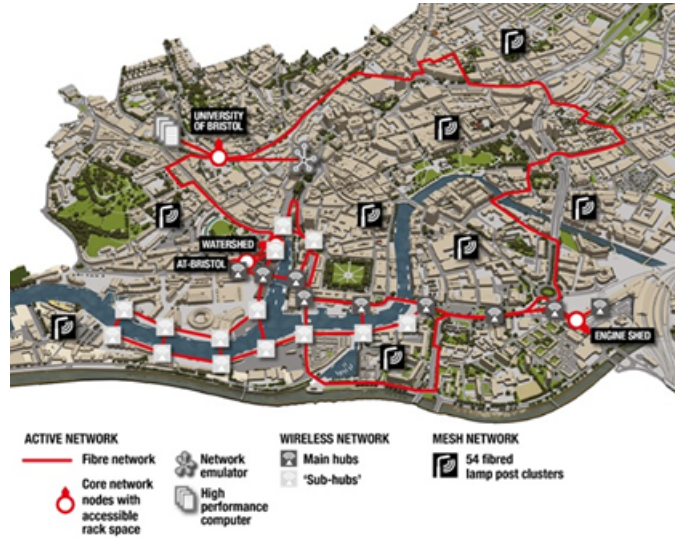 UNIVERSITY
OF BRISTOL
WATERSHED
AT-BRISTOL
ENGINE SHED
ACTIVE NETWORK
Fibre network
Core network
nodes with
accessible
rack space
Network
emulator
High
performance
computer
WIRELESS NETWORK
Main hubs
'Sub-hubs'
MESH NETWORK
54 fibred
lamp post clusters